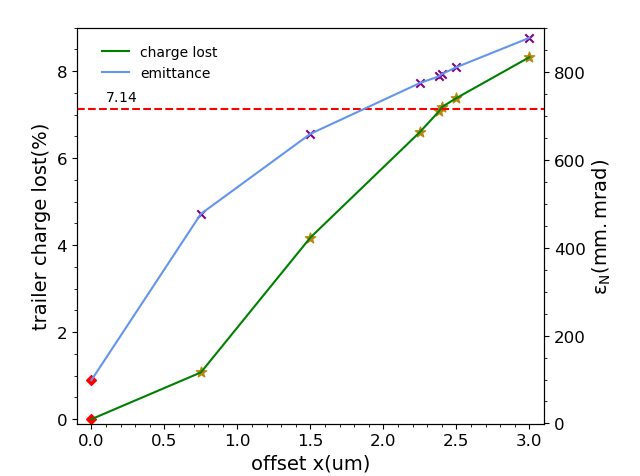 charge lost
emittance
7.14
trailer charge lost(%)
0
2
4
6
8
0
200
400
600
800
εN(mm. mrad)
0.0 0.5 1.0 1.5 2.0 2.5 3.0
offset x(um)